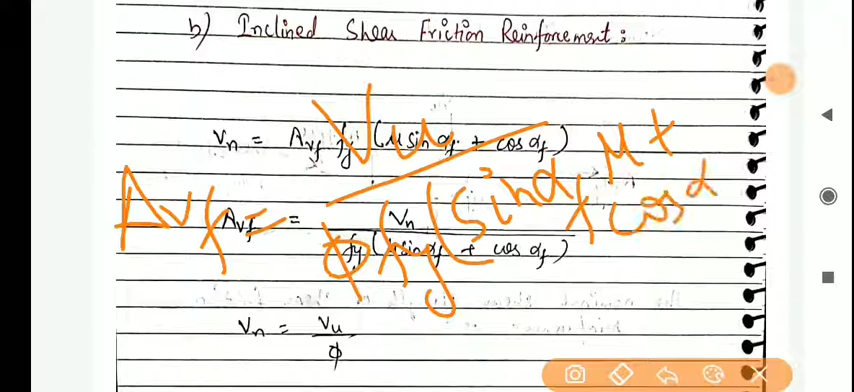 b) Inclined Shear Friction Reinforcement :
Vn = Avf fy (μ sin αf + cos αf)
Avf = Vn / fy (μ sin αf + cos αf)
Vn = Vu / φ
Avf = Vu / φ fy (sin α × μ + cos α